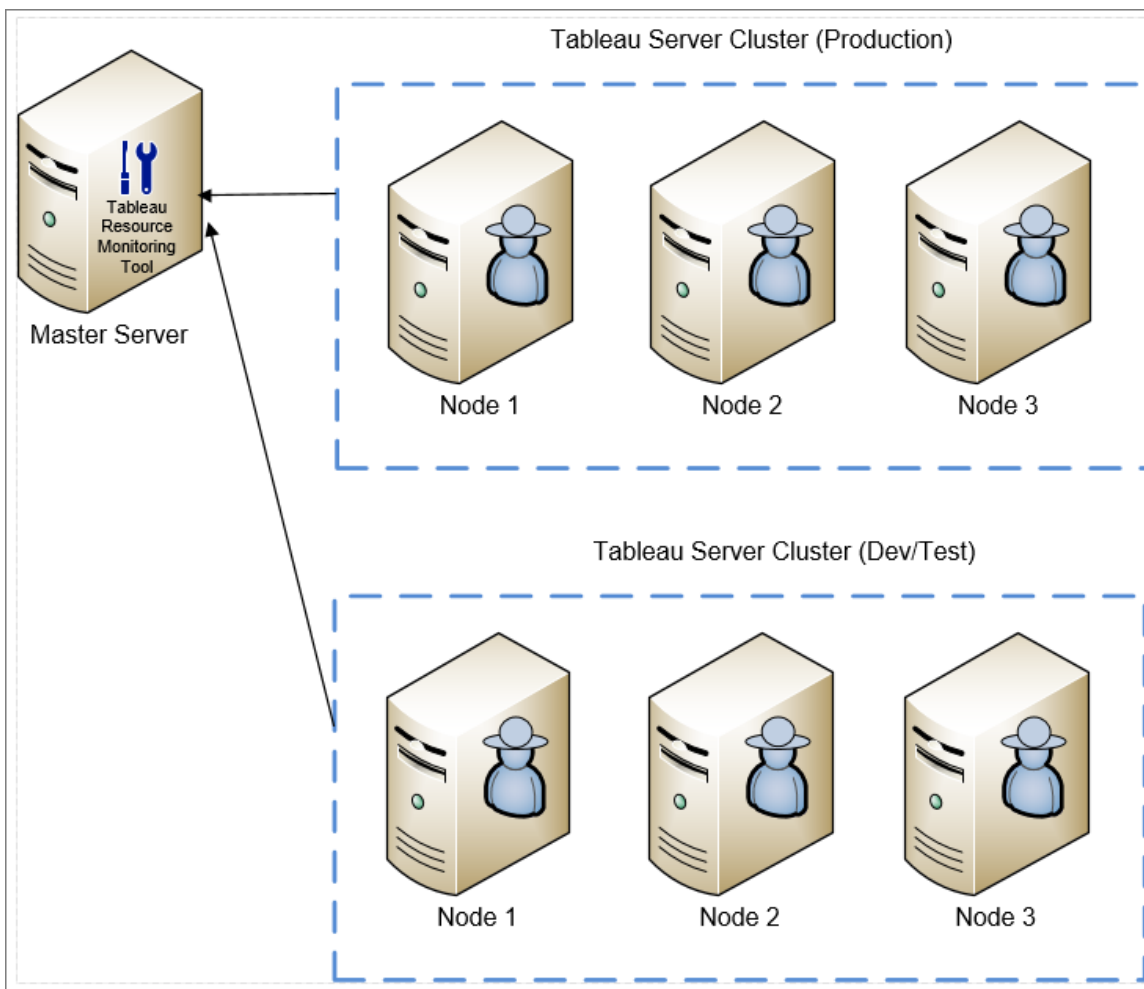 Tableau Server Cluster (Production)
Tableau
Resource
Monitoring
Tool
Master Server
Node 1
Node 2
Node 3
Tableau Server Cluster (Dev/Test)
Node 1
Node 2
Node 3